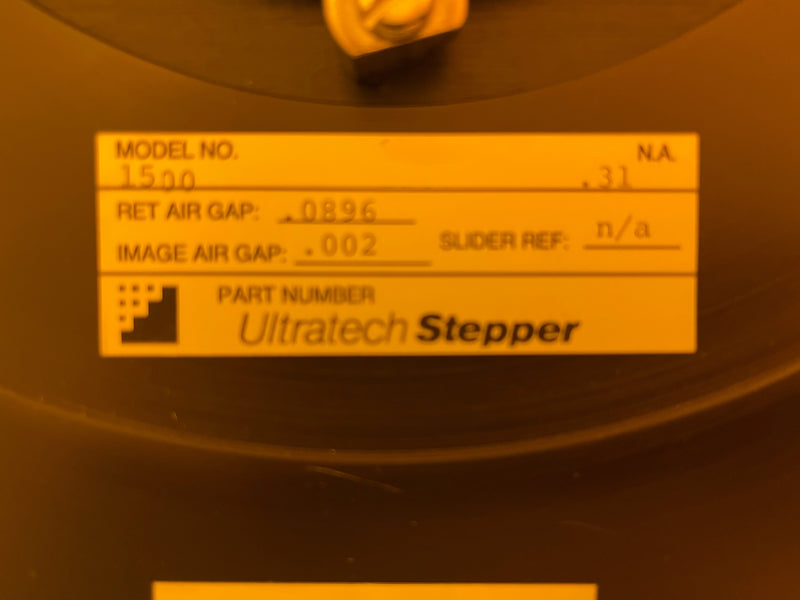 MODEL NO. N.A.
1500 .31
RET AIR GAP: .0896
IMAGE AIR GAP: .002 SLIDER REF: n/a
PART NUMBER
Ultratech Stepper